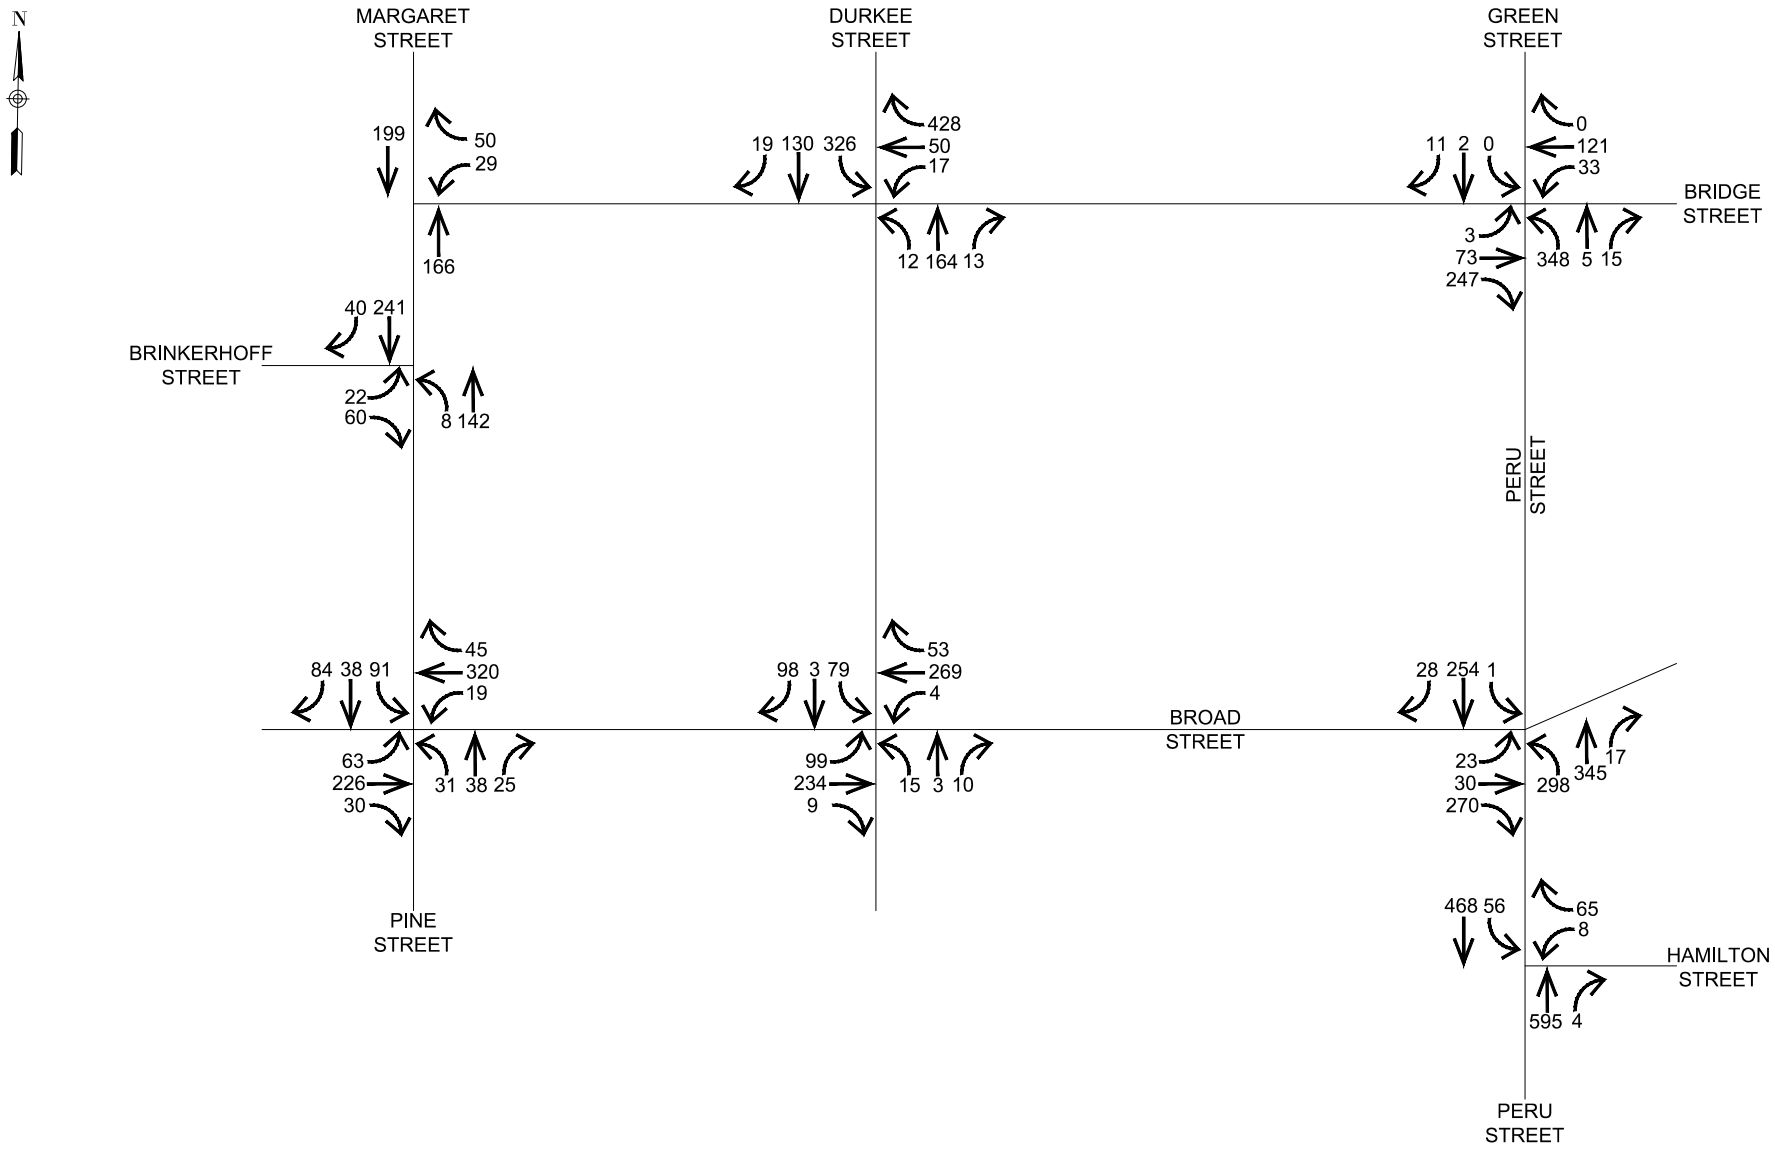 N
MARGARET
STREET
DURKEE
STREET
GREEN
STREET
199
50
29
166
19 130 326
428
50
17
12 164 13
11 2 0
0
121
33
BRIDGE
STREET
3
73
247
348 5 15
40 241
BRINKERHOFF
STREET
22
60
8 142
PERU
STREET
84 38 91
45
320
19
63
226
30
31 38 25
98 3 79
53
269
4
99
234
9
15 3 10
BROAD
STREET
28 254 1
23
30
270
298
345
17
PINE
STREET
468 56
65
8
HAMILTON
STREET
595 4
PERU
STREET